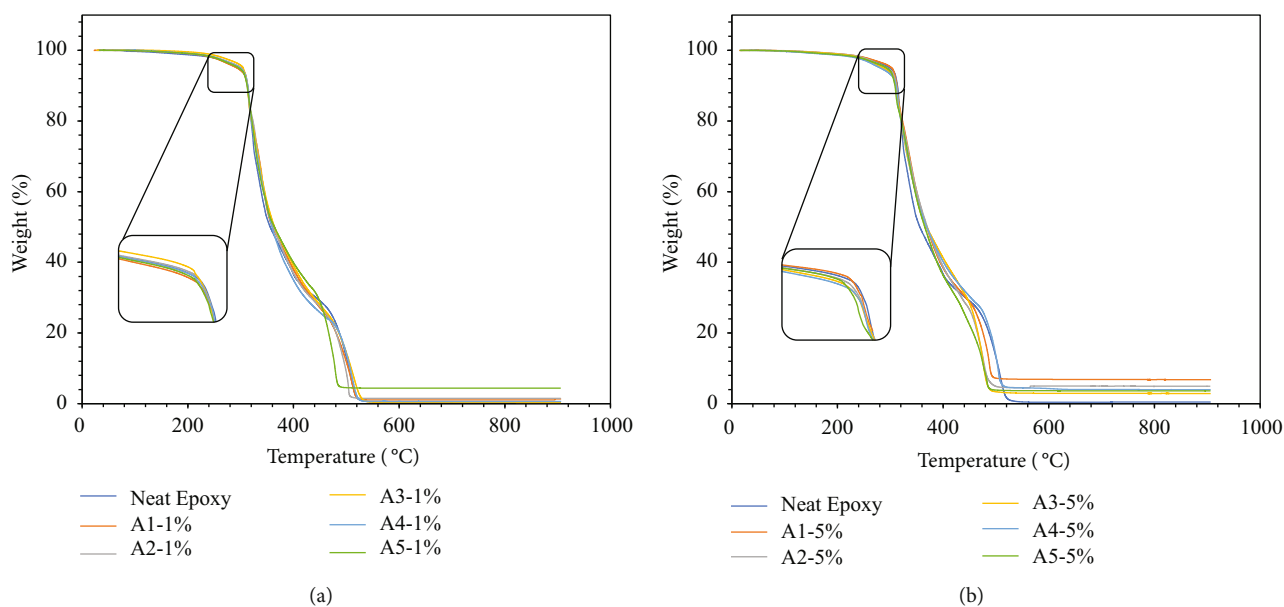 100
80
60
40
20
0
Weight (%)
0 200 400 600 800 1000
Temperature ( °C)
Neat Epoxy
A1-1%
A2-1%
A3-1%
A4-1%
A5-1%
(a)
100
80
60
40
20
0
Weight (%)
0 200 400 600 800 1000
Temperature ( °C)
Neat Epoxy
A1-5%
A2-5%
A3-5%
A4-5%
A5-5%
(b)